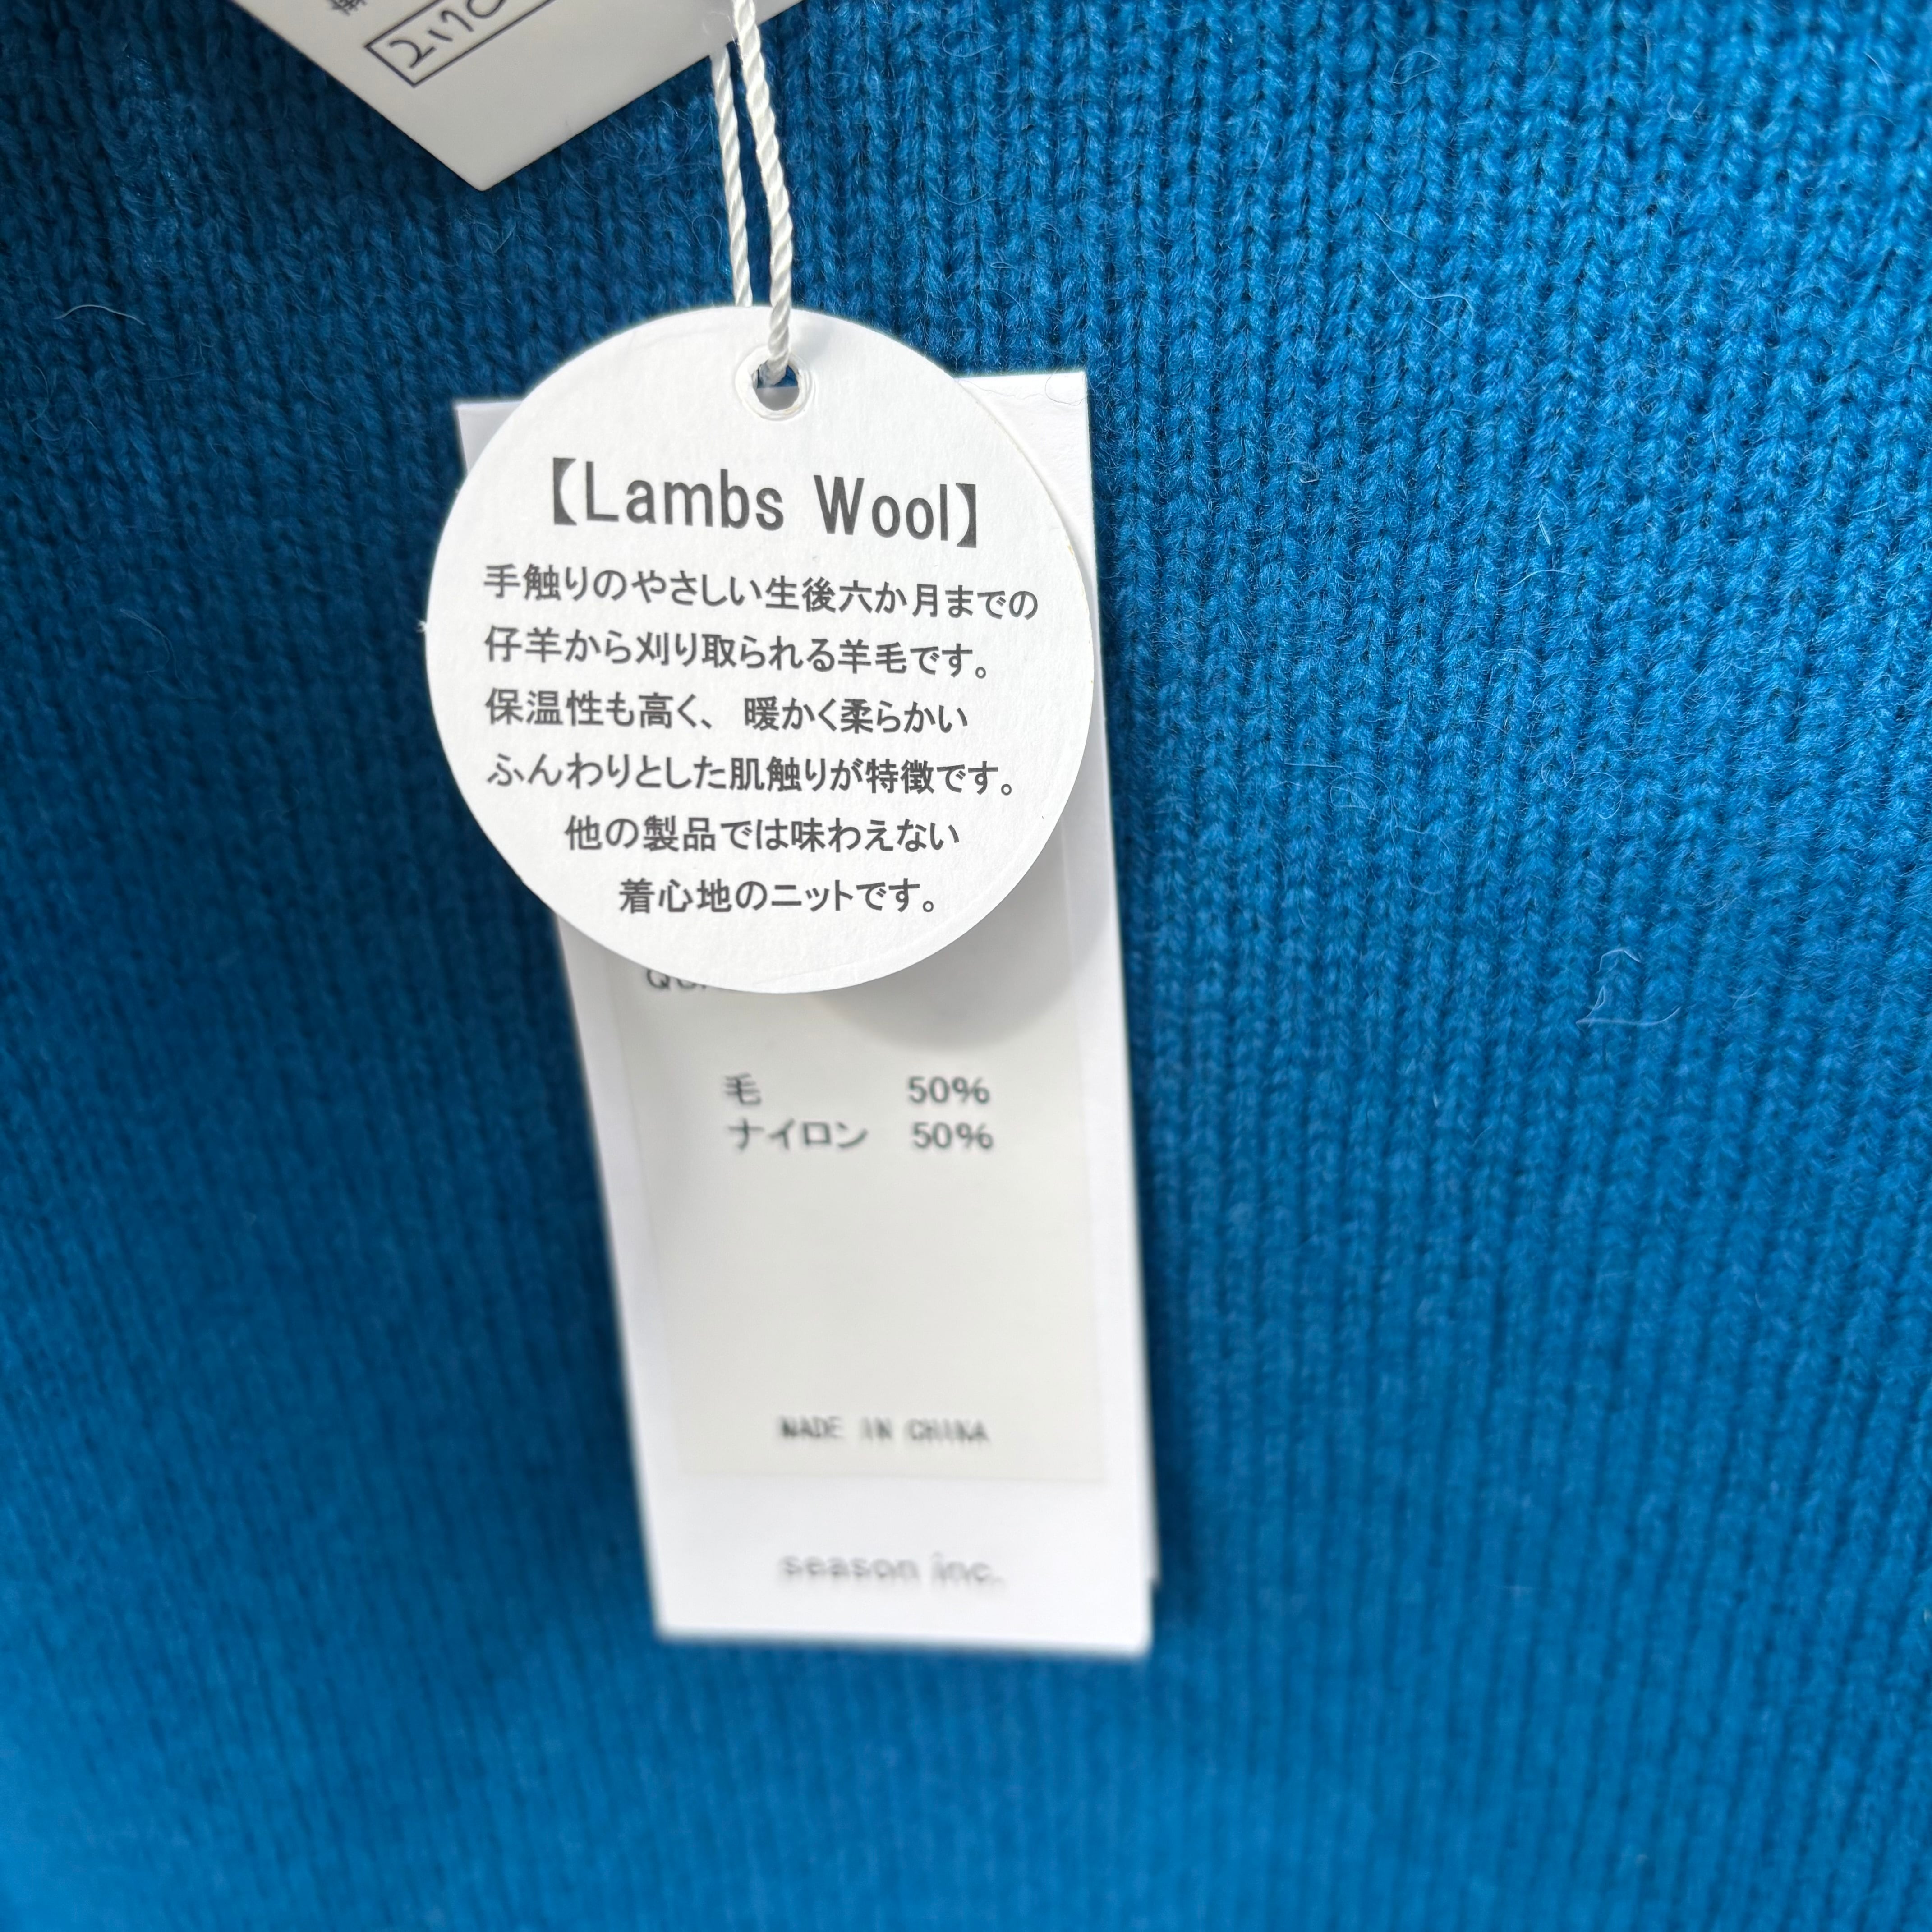 【Lambs Wool】
手触りのやさしい生後六か月までの
仔羊から刈り取られる羊毛です。
保温性も高く、暖かく柔らかい
ふんわりとした肌触りが特徴です。
他の製品では味わえない
着心地のニットです。
毛 50%
ナイロン 50%
MADE IN CHINA
season inc.